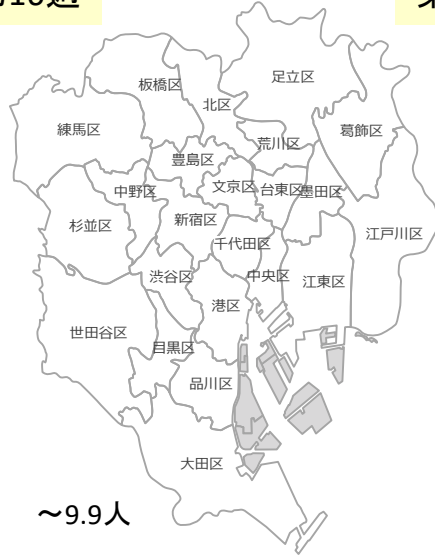 板橋区
北区
足立区
練馬区
豊島区
荒川区
葛飾区
中野区
文京区
台東区
墨田区
杉並区
新宿区
千代田区
江戸川区
渋谷区
中央区
江東区
港区
世田谷区
目黒区
品川区
大田区
～9.9人